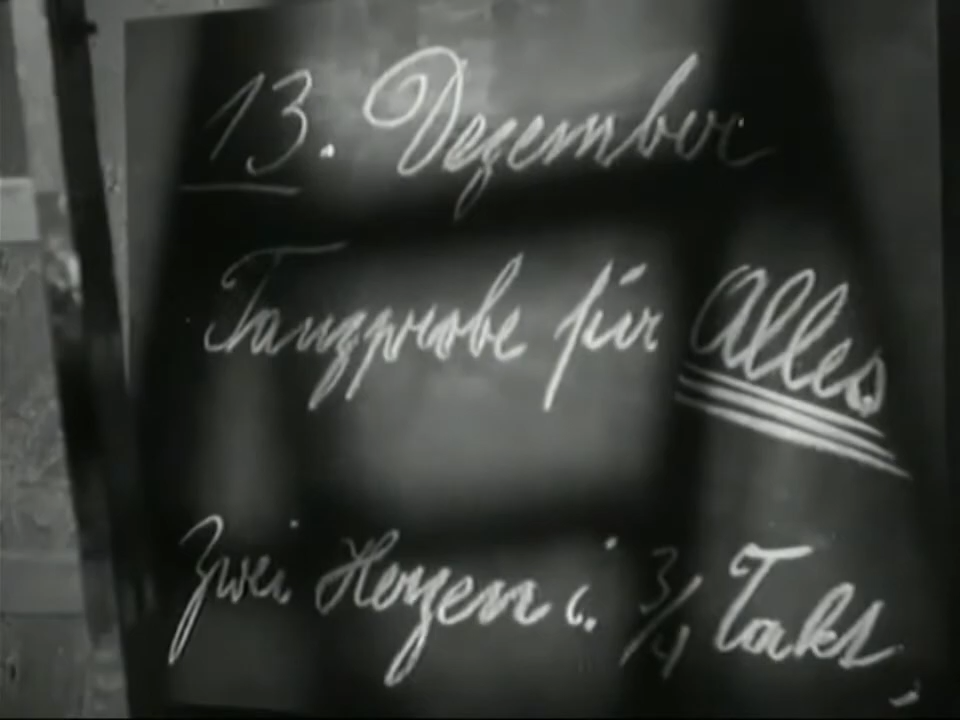 13. Dezember
Tanzprobe für Alles
Zwei Herzen i. 3/4 Takt